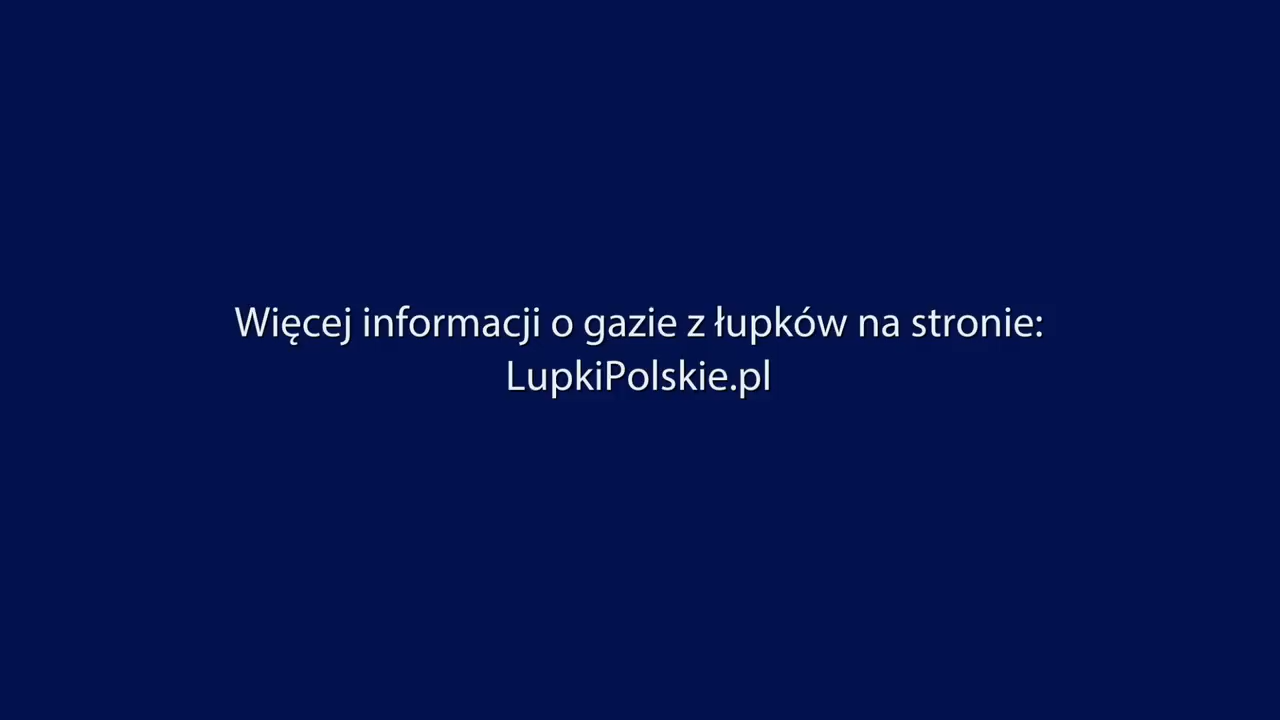 Więcej informacji o gazie z łupków na stronie:
LupkiPolskie.pl